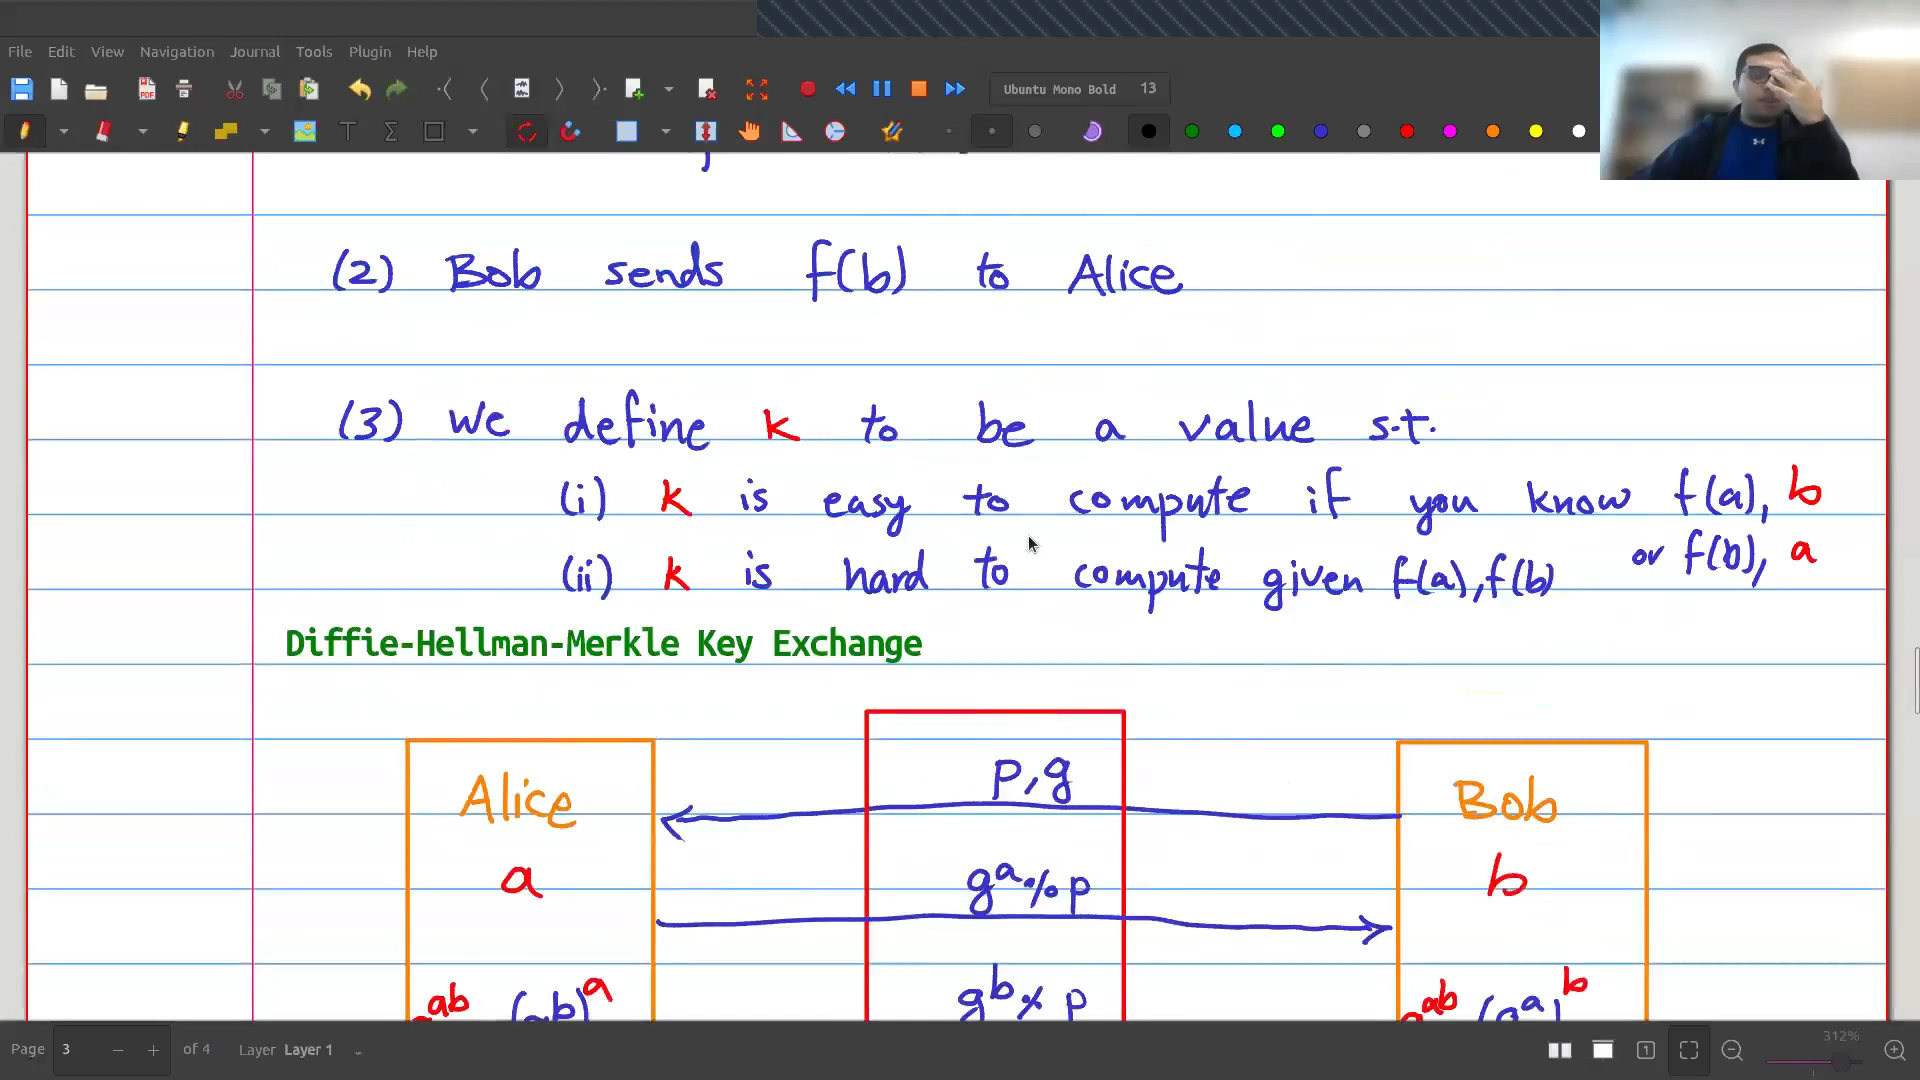 File Edit View Navigation Journal Tools Plugin Help
Ubuntu Mono Bold 13
(2) Bob sends f(b) to Alice
(3) We define k to be a value s.t.
(i) k is easy to compute if you know f(a), b
or f(b), a
(ii) k is hard to compute given f(a), f(b)
Diffie-Hellman-Merkle Key Exchange
Alice
p, g
Bob
a
g^a % p
b
g^b % p
Page 3 of 4 Layer Layer 1
312%